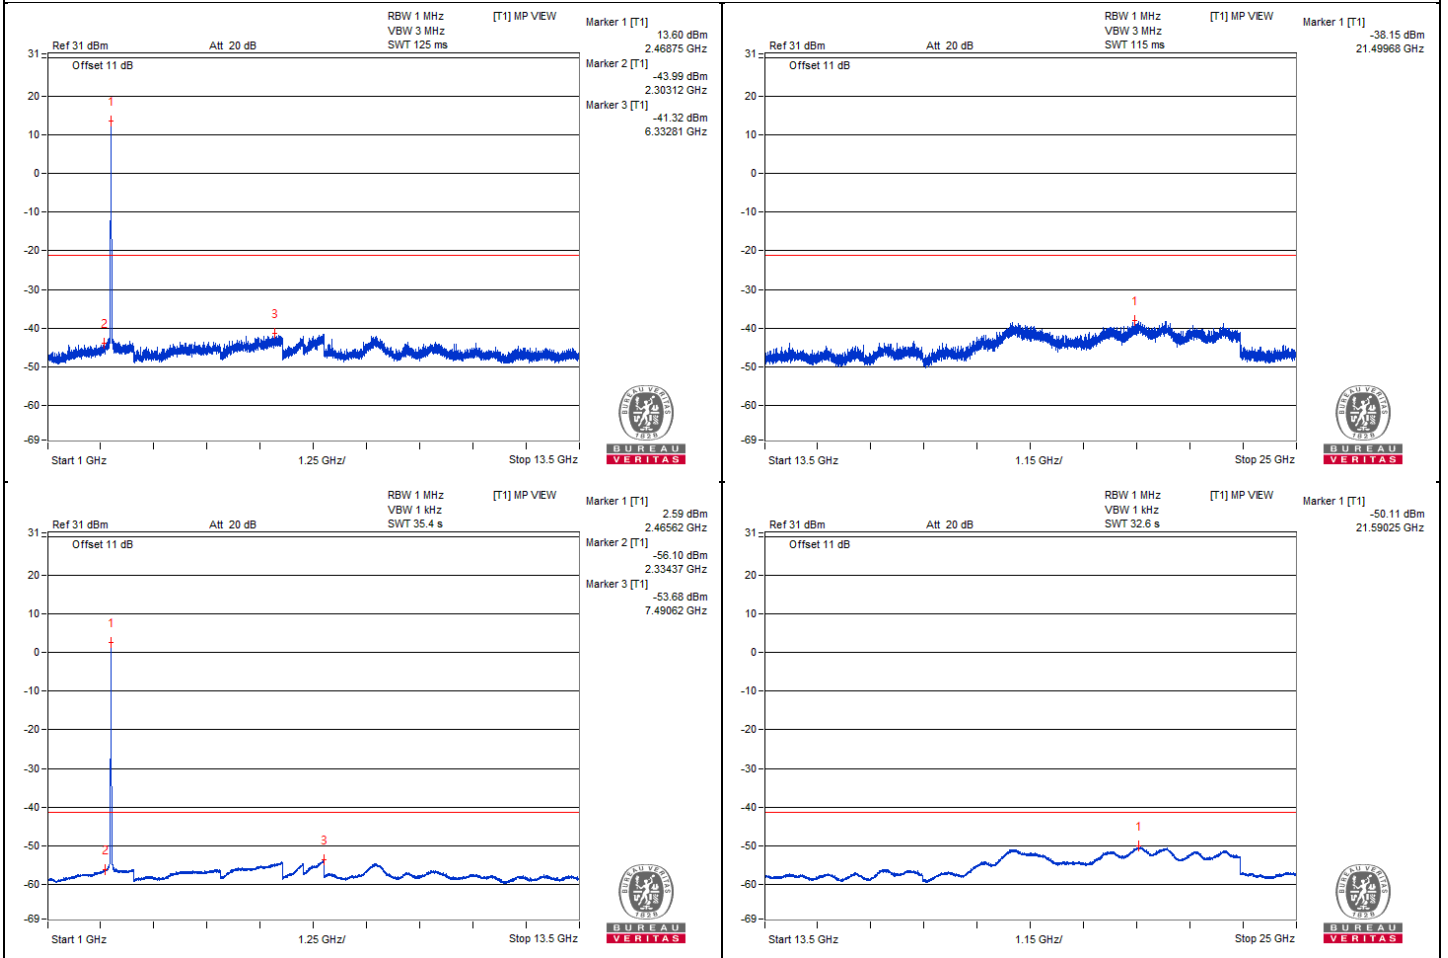 RBW 1 MHz [T1] MP VIEW
VBW 3 MHz
Ref 31 dBm Att 20 dB SWT 125 ms
Marker 1 [T1]
13.60 dBm
2.46875 GHz
Marker 2 [T1]
-43.99 dBm
2.30312 GHz
Marker 3 [T1]
-41.32 dBm
6.33281 GHz
31
Offset 11 dB
20
1
10
0
-10
-20
-30
3
2
-40
-50
-60
-69
Start 1 GHz 1.25 GHz/ Stop 13.5 GHz
BUREAU VERITAS
1828
BUREAU
VERITAS
RBW 1 MHz [T1] MP VIEW
VBW 3 MHz
Ref 31 dBm Att 20 dB SWT 115 ms
Marker 1 [T1]
-38.15 dBm
21.49968 GHz
31
Offset 11 dB
20
10
0
-10
-20
-30
1
-40
-50
-60
-69
Start 13.5 GHz 1.15 GHz/ Stop 25 GHz
BUREAU VERITAS
1828
BUREAU
VERITAS
RBW 1 MHz [T1] MP VIEW
VBW 1 kHz
Ref 31 dBm Att 20 dB SWT 35.4 s
Marker 1 [T1]
2.59 dBm
2.46562 GHz
Marker 2 [T1]
-56.10 dBm
2.33437 GHz
Marker 3 [T1]
-53.68 dBm
7.49062 GHz
31
Offset 11 dB
20
10
1
0
-10
-20
-30
-40
3
-50
2
-60
-69
Start 1 GHz 1.25 GHz/ Stop 13.5 GHz
BUREAU VERITAS
1828
BUREAU
VERITAS
RBW 1 MHz [T1] MP VIEW
VBW 1 kHz
Ref 31 dBm Att 20 dB SWT 32.6 s
Marker 1 [T1]
-50.11 dBm
21.59025 GHz
31
Offset 11 dB
20
10
0
-10
-20
-30
-40
1
-50
-60
-69
Start 13.5 GHz 1.15 GHz/ Stop 25 GHz
BUREAU VERITAS
1828
BUREAU
VERITAS